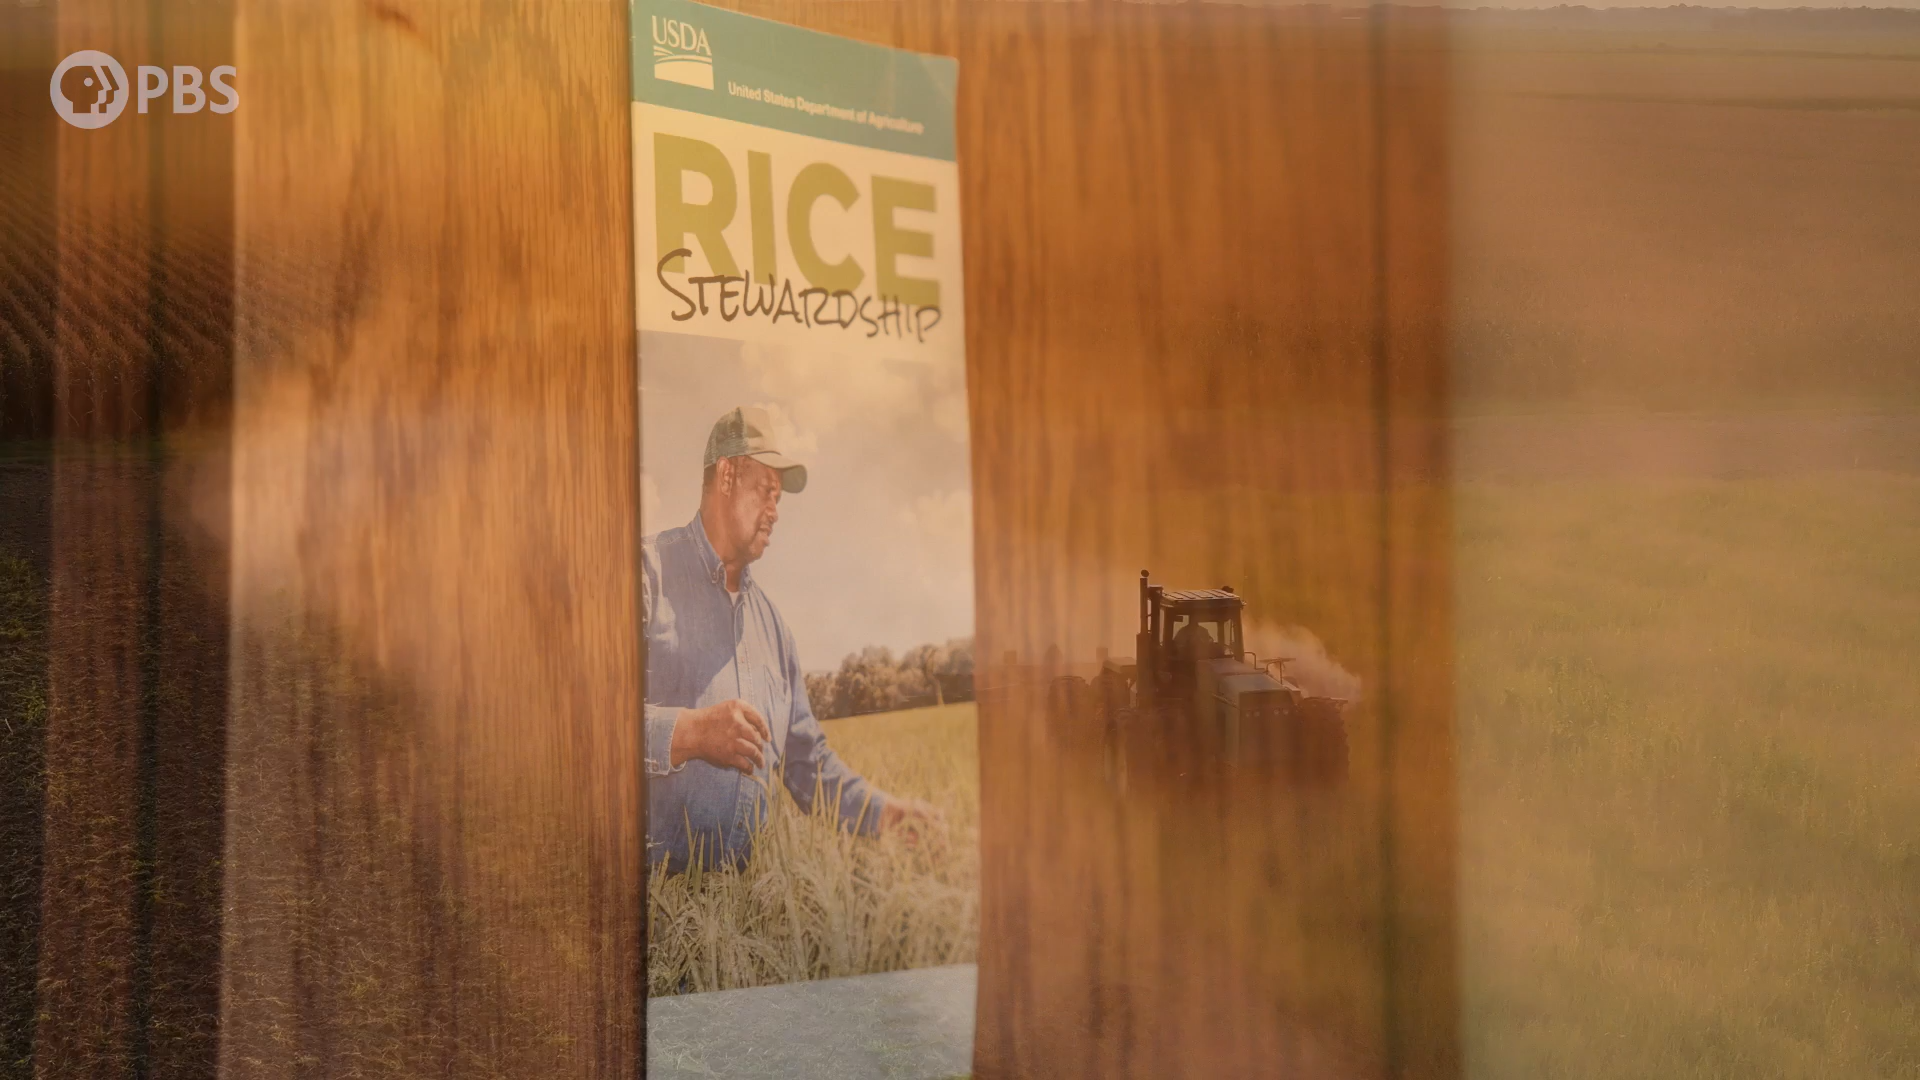 PBS
USDA
United States Department of Agriculture
RICE
STEWARDSHIP